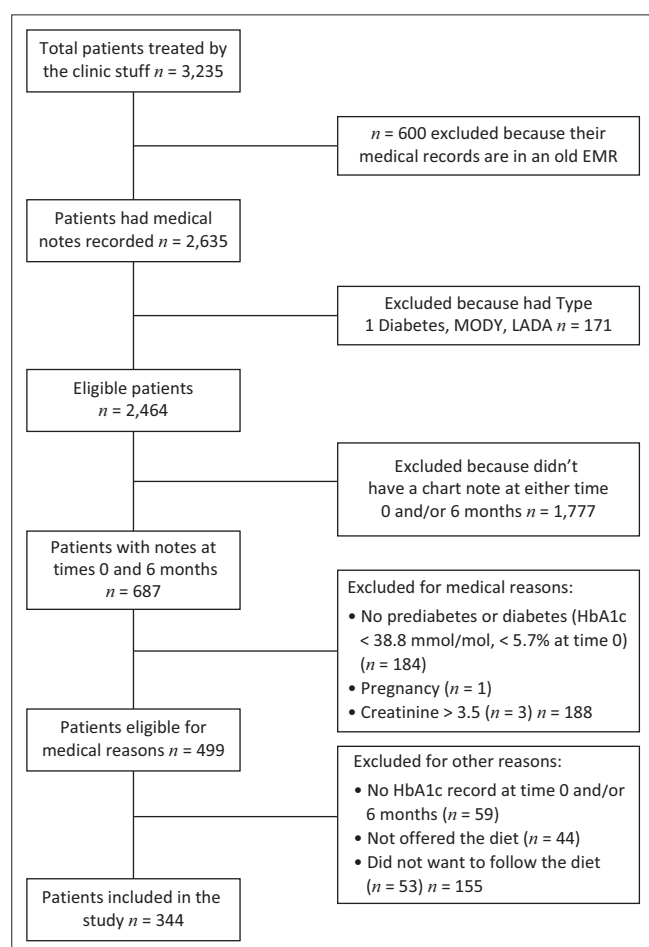 Total patients treated by
the clinic stuff n = 3,235
n = 600 excluded because their
medical records are in an old EMR
Patients had medical
notes recorded n = 2,635
Excluded because had Type
1 Diabetes, MODY, LADA n = 171
Eligible patients
n = 2,464
Excluded because didn’t
have a chart note at either time
0 and/or 6 months n = 1,777
Patients with notes at
times 0 and 6 months
n = 687
Excluded for medical reasons:
• No prediabetes or diabetes (HbA1c
< 38.8 mmol/mol, < 5.7% at time 0)
(n = 184)
• Pregnancy (n = 1)
• Creatinine > 3.5 (n = 3) n = 188
Patients eligible for
medical reasons n = 499
Excluded for other reasons:
• No HbA1c record at time 0 and/or
6 months (n = 59)
• Not offered the diet (n = 44)
• Did not want to follow the diet
(n = 53) n = 155
Patients included in the
study n = 344